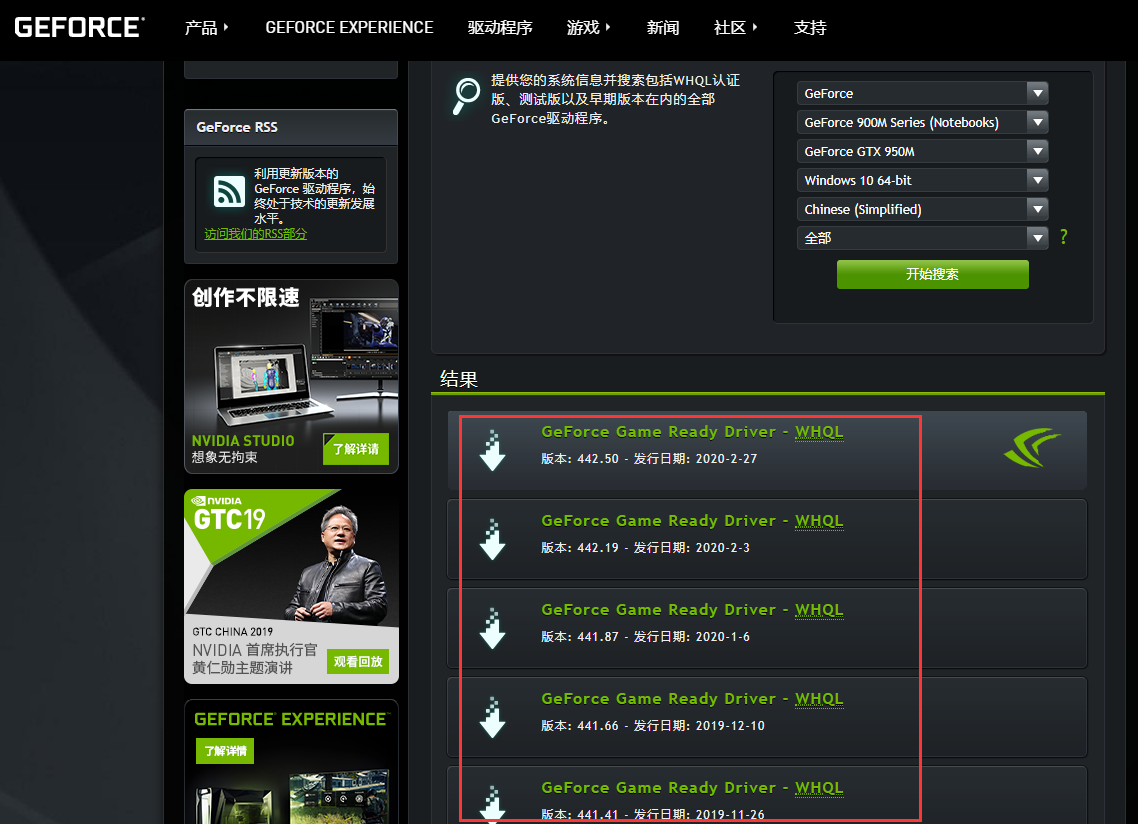 GEFORCE
产品 GEFORCE EXPERIENCE 驱动程序 游戏 新闻 社区 支持
GeForce RSS
利用更新版本的
GeForce 驱动程序，始
终处于技术的更新发展
水平。
访问我们的RSS部分
创作不限速
NVIDIA STUDIO
想象无拘束
了解详请
NVIDIA
GTC19
GTC CHINA 2019
NVIDIA 首席执行官
黄仁勋主题演讲
观看回放
GEFORCE EXPERIENCE
了解详情
提供您的系统信息并搜索包括WHQL认证
版、测试版以及早期版本在内的全部
GeForce驱动程序。
GeForce
GeForce 900M Series (Notebooks)
GeForce GTX 950M
Windows 10 64-bit
Chinese (Simplified)
全部 ?
开始搜索
结果
GeForce Game Ready Driver - WHQL
版本: 442.50 - 发行日期: 2020-2-27
GeForce Game Ready Driver - WHQL
版本: 442.19 - 发行日期: 2020-2-3
GeForce Game Ready Driver - WHQL
版本: 441.87 - 发行日期: 2020-1-6
GeForce Game Ready Driver - WHQL
版本: 441.66 - 发行日期: 2019-12-10
GeForce Game Ready Driver - WHQL
版本: 441.41 - 发行日期: 2019-11-26